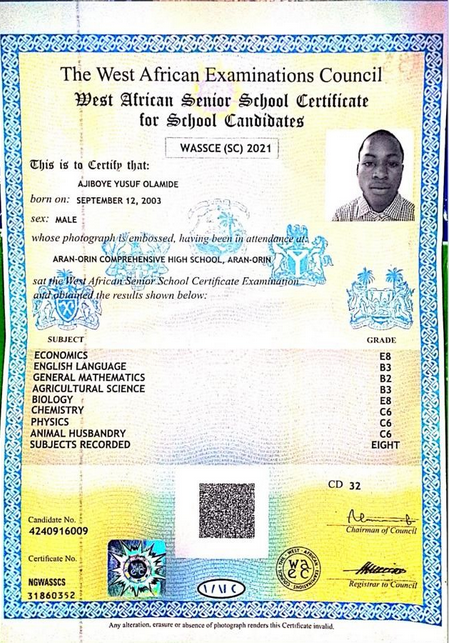 The West African Examinations Council
West African Senior School Certificate
for School Candidates
WASSCE (SC) 2021
This is to Certify that:
AJIBOYE YUSUF OLAMIDE
born on: SEPTEMBER 12, 2003
sex: MALE
whose photograph is embossed, having been in attendance at:
ARAN-ORIN COMPREHENSIVE HIGH SCHOOL, ARAN-ORIN
sat the West African Senior School Certificate Examination
and obtained the results shown below:
SUBJECT GRADE
ECONOMICS E8
ENGLISH LANGUAGE B3
GENERAL MATHEMATICS B2
AGRICULTURAL SCIENCE B3
BIOLOGY E8
CHEMISTRY C6
PHYSICS C6
ANIMAL HUSBANDRY C6
SUBJECTS RECORDED EIGHT
CD 32
Candidate No.
4240916009
Chairman of Council
Certificate No.
NGWASSCS
31860352
Registrar to Council
Any alteration, erasure or absence of photograph renders this Certificate invalid.